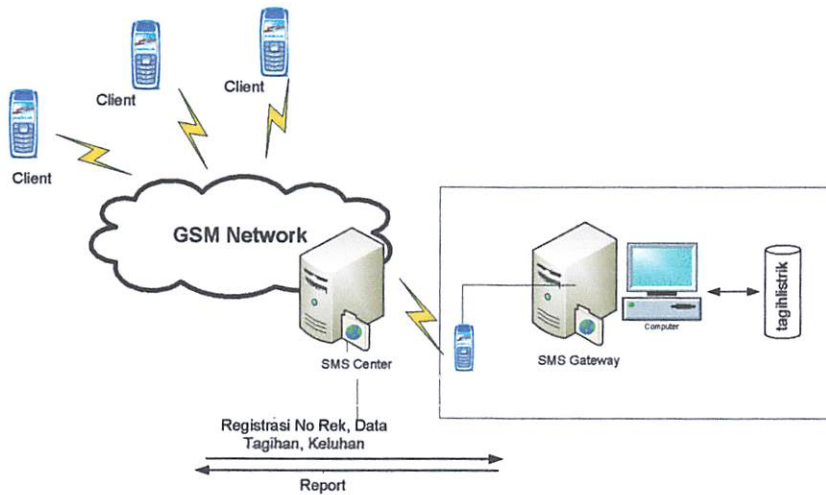 Client
Client
Client
GSM Network
SMS Center
SMS Gateway
Computer
tagihlistrik
Registrasi No Rek, Data
Tagihan, Keluhan
Report